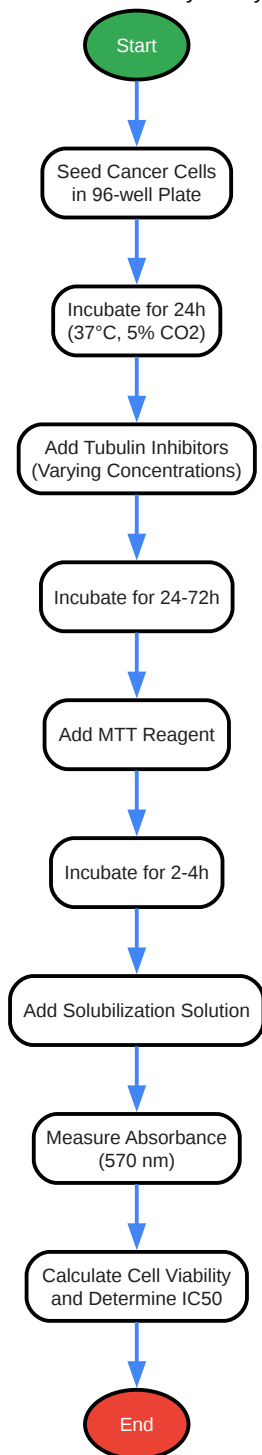 Start
Seed Cancer Cells
in 96-well Plate
Incubate for 24h
(37°C, 5% CO2)
Add Tubulin Inhibitors
(Varying Concentrations)
Incubate for 24-72h
Add MTT Reagent
Incubate for 2-4h
Add Solubilization Solution
Measure Absorbance
(570 nm)
Calculate Cell Viability
and Determine IC50
End